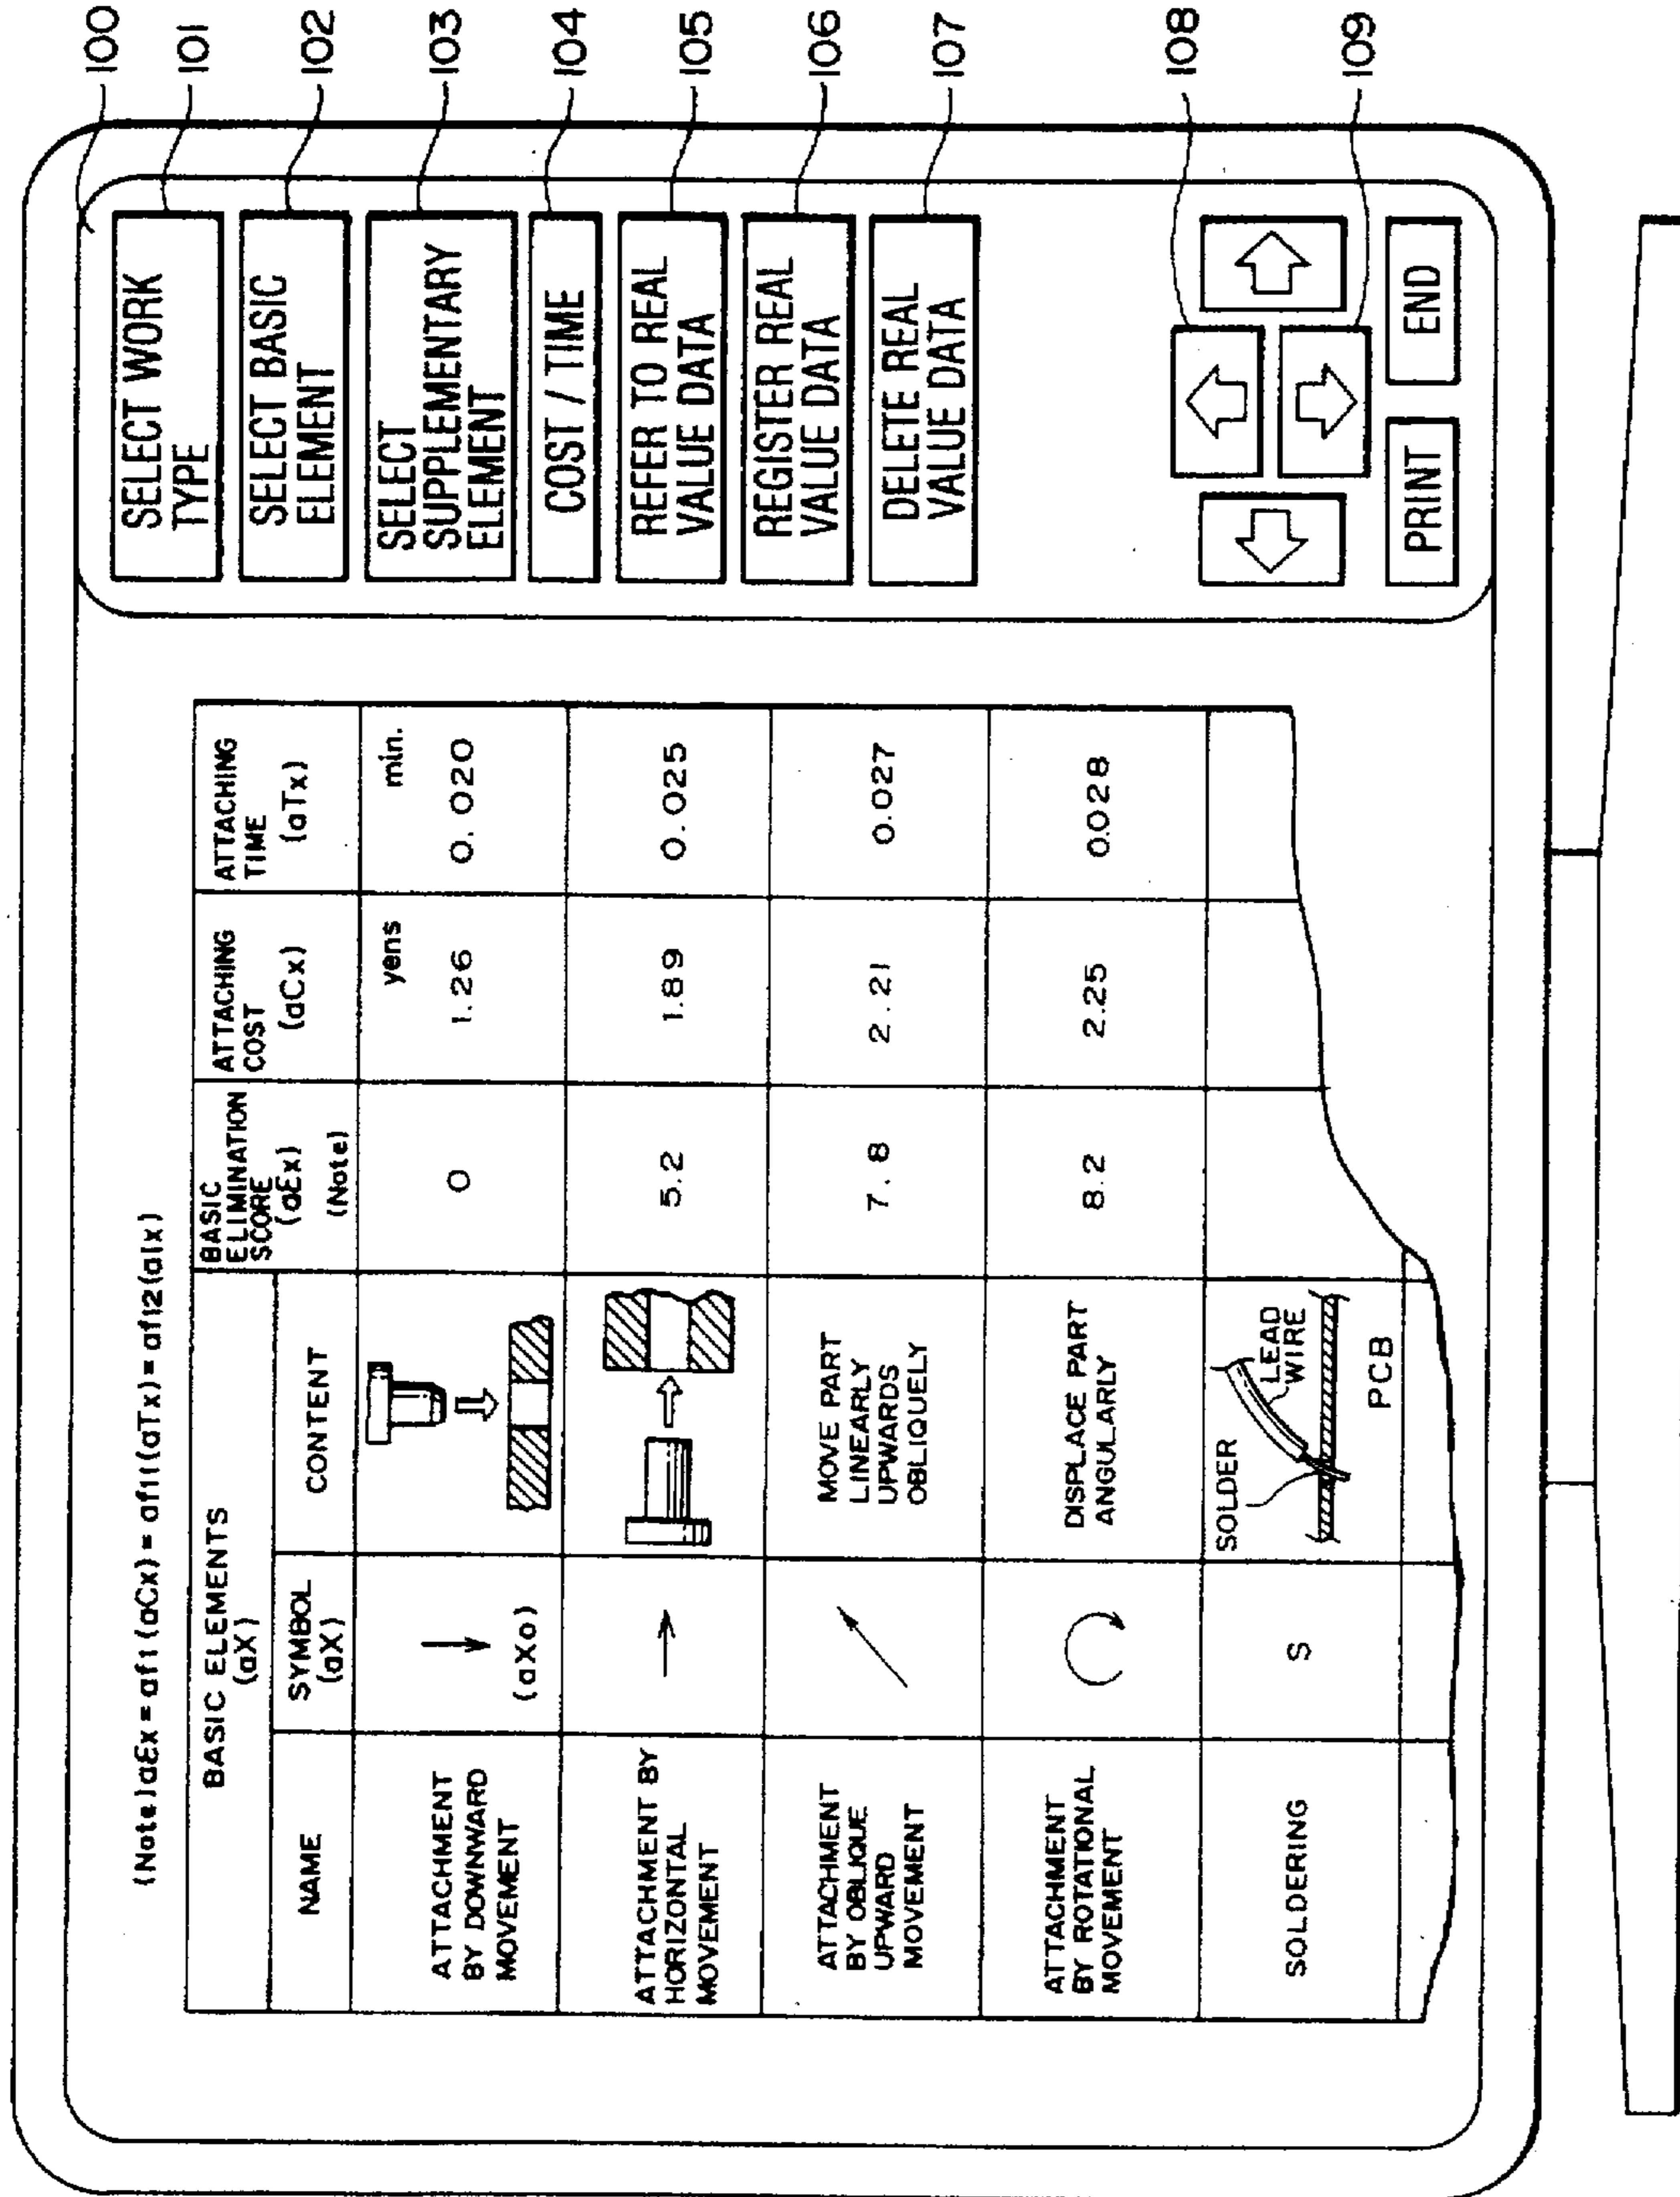 (Note) aEx = af1 (aCx) = af11(aTx) = af12(aIx)
BASIC ELEMENTS
(aX)
BASIC
ELIMINATION
SCORE
(aEx)
(Note)
ATTACHING
COST
(aCx)
ATTACHING
TIME
(aTx)
NAME
SYMBOL
(aX)
CONTENT
ATTACHMENT
BY DOWNWARD
MOVEMENT
(aXo)
0
yens
1.26
min.
0.020
ATTACHMENT BY
HORIZONTAL
MOVEMENT
5.2
1.89
0.025
ATTACHMENT
BY OBLIQUE
UPWARD
MOVEMENT
MOVE PART
LINEARLY
UPWARDS
OBLIQUELY
7.8
2.21
0.027
ATTACHMENT
BY ROTATIONAL
MOVEMENT
DISPLACE PART
ANGULARLY
8.2
2.25
0.028
SOLDERING
S
SOLDER
LEAD
WIRE
PCB
SELECT WORK
TYPE
SELECT BASIC
ELEMENT
SELECT
SUPPLEMENTARY
ELEMENT
COST / TIME
REFER TO REAL
VALUE DATA
REGISTER REAL
VALUE DATA
DELETE REAL
VALUE DATA
PRINT
END
100
101
102
103
104
105
106
107
108
109